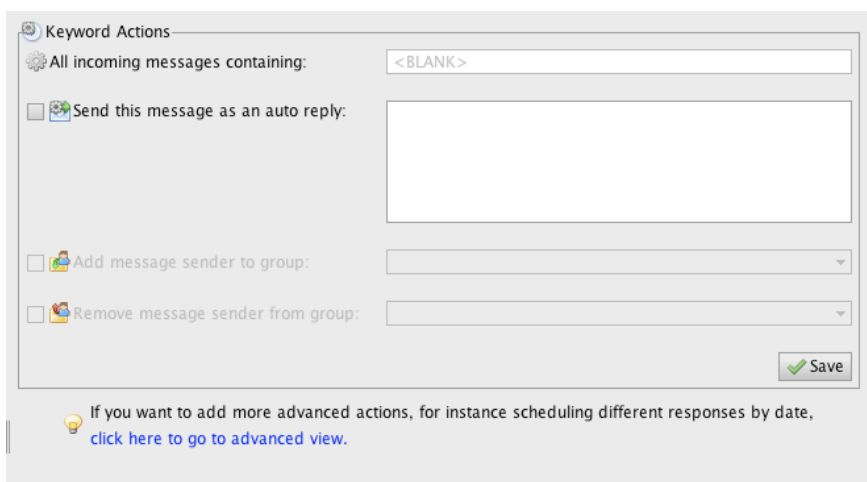 Keyword Actions
All incoming messages containing:
<BLANK>
Send this message as an auto reply:
Add message sender to group:
Remove message sender from group:
Save
If you want to add more advanced actions, for instance scheduling different responses by date,
click here to go to advanced view.